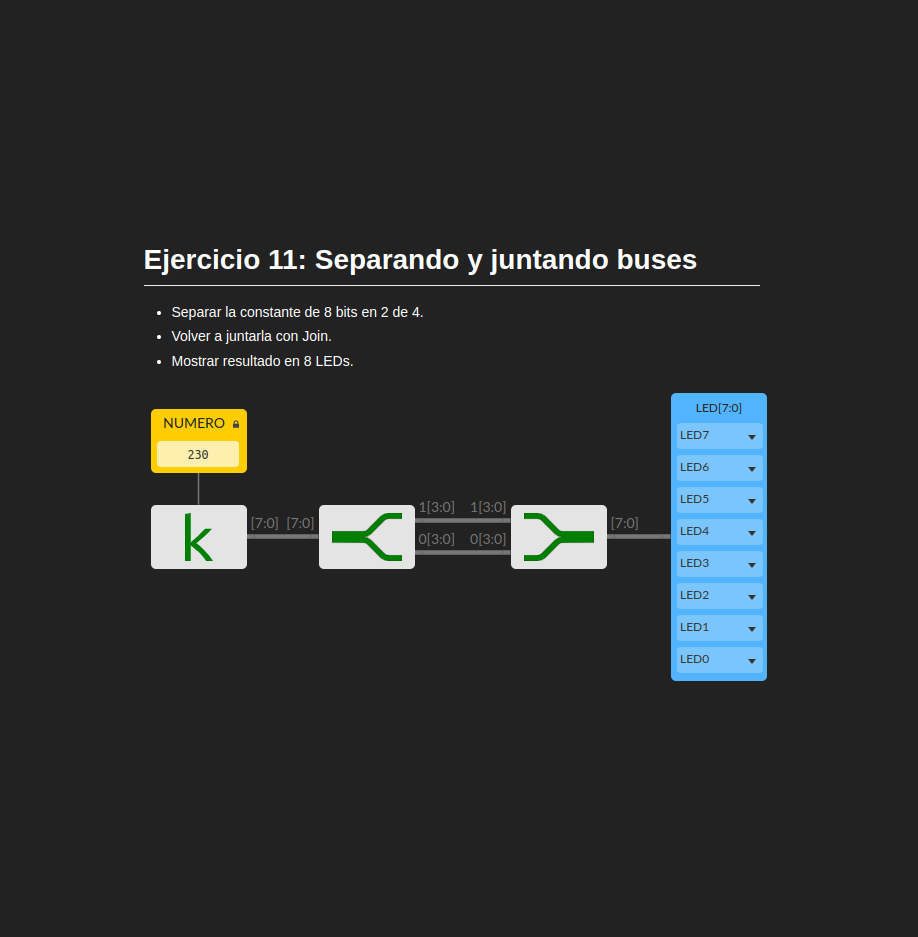 Ejercicio 11: Separando y juntando buses
Separar la constante de 8 bits en 2 de 4.
Volver a juntarla con Join.
Mostrar resultado en 8 LEDs.
NUMERO
230
k
[7:0] [7:0]
1[3:0] 1[3:0]
0[3:0] 0[3:0]
[7:0]
LED[7:0]
LED7
LED6
LED5
LED4
LED3
LED2
LED1
LED0